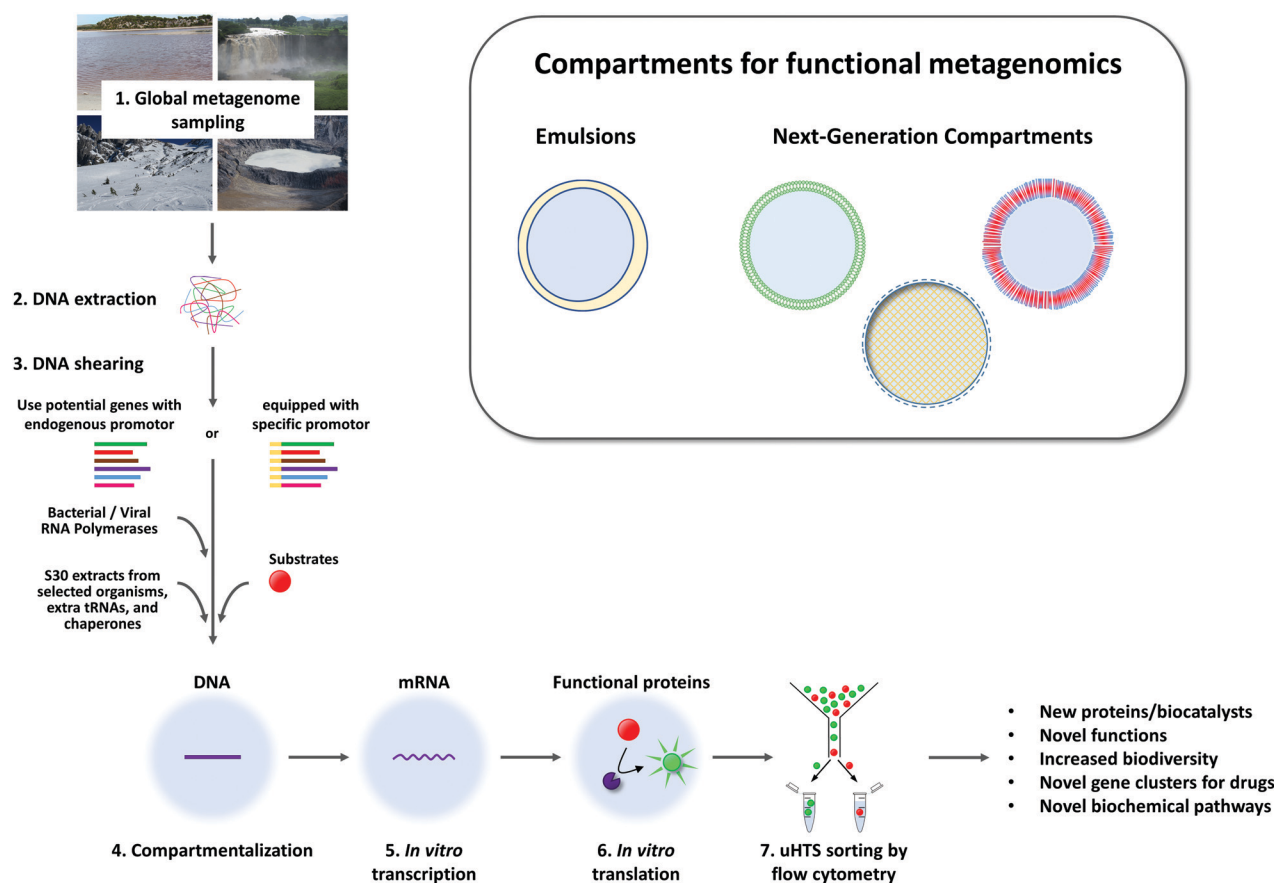 1. Global metagenome
sampling
2. DNA extraction
3. DNA shearing
Use potential genes with
endogenous promotor
or
equipped with
specific promotor
Bacterial / Viral
RNA Polymerases
S30 extracts from
selected organisms,
extra tRNAs, and
chaperones
Substrates
Compartments for functional metagenomics
Emulsions
Next-Generation Compartments
DNA
mRNA
Functional proteins
4. Compartmentalization
5. In vitro
transcription
6. In vitro
translation
7. uHTS sorting by
flow cytometry
• New proteins/biocatalysts
• Novel functions
• Increased biodiversity
• Novel gene clusters for drugs
• Novel biochemical pathways